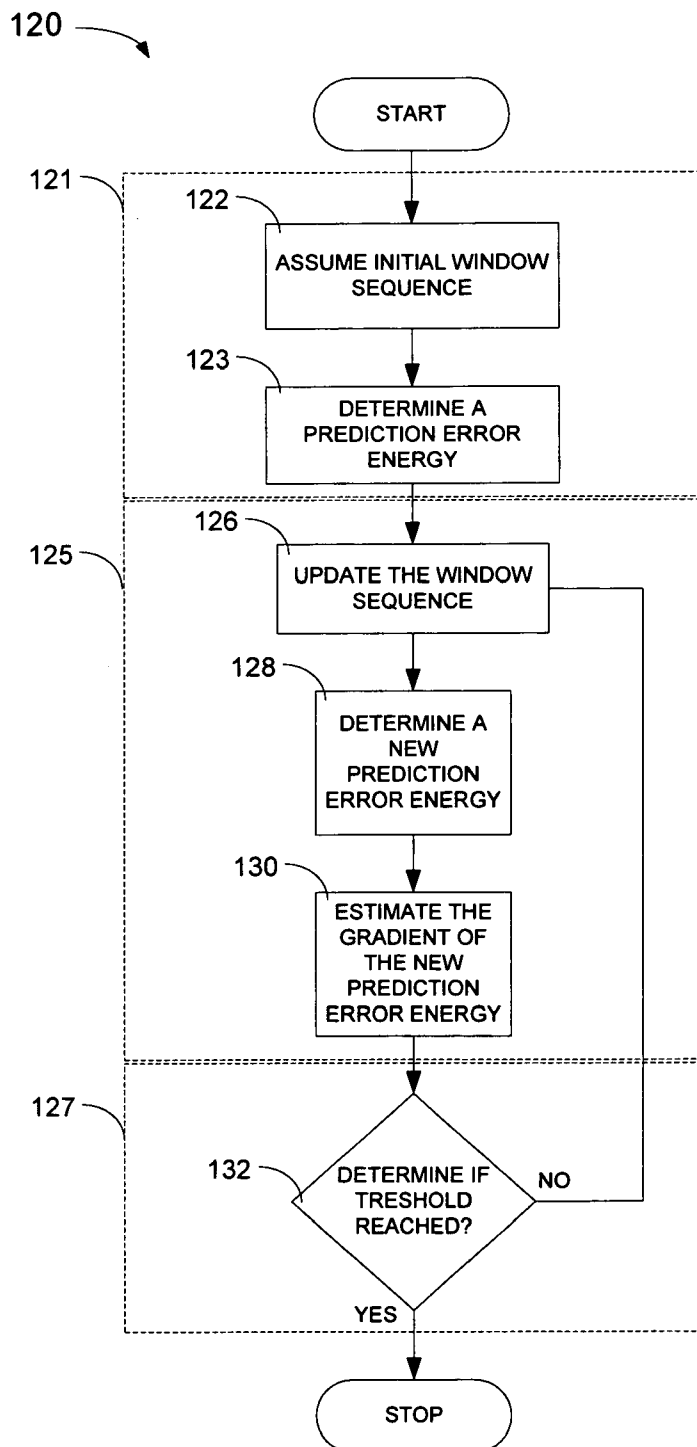 120
START
121
122
ASSUME INITIAL WINDOW
SEQUENCE
123
DETERMINE A
PREDICTION ERROR
ENERGY
125
126
UPDATE THE WINDOW
SEQUENCE
128
DETERMINE A
NEW
PREDICTION
ERROR ENERGY
130
ESTIMATE THE
GRADIENT OF
THE NEW
PREDICTION
ERROR ENERGY
127
132
DETERMINE IF
TRESHOLD
REACHED?
NO
YES
STOP